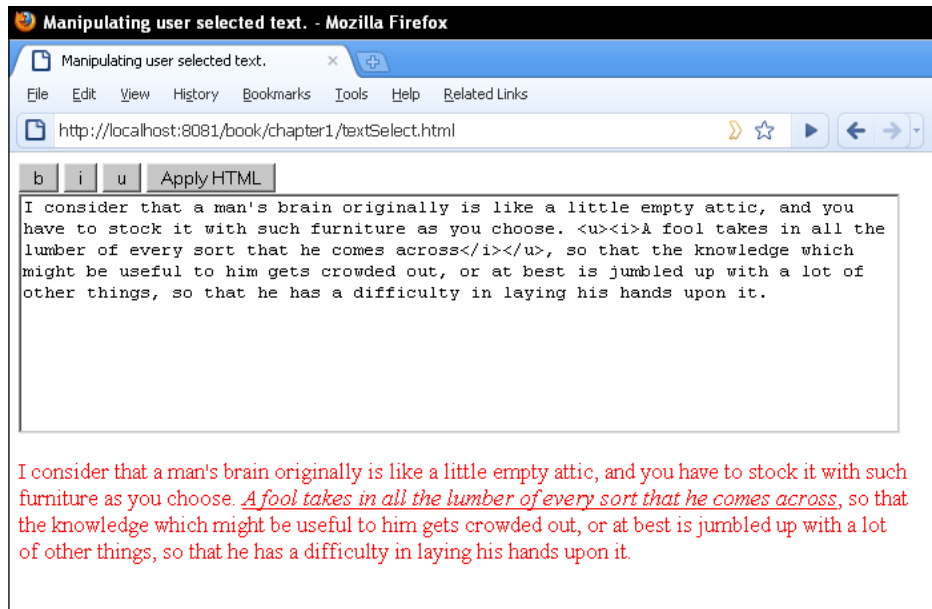 Manipulating user selected text. - Mozilla Firefox
Manipulating user selected text.
File Edit View History Bookmarks Tools Help Related Links
http://localhost:8081/book/chapter1/textSelect.html
b i u Apply HTML
I consider that a man's brain originally is like a little empty attic, and you
have to stock it with such furniture as you choose. <u><i>A fool takes in all the
lumber of every sort that he comes across</i></u>, so that the knowledge which
might be useful to him gets crowded out, or at best is jumbled up with a lot of
other things, so that he has a difficulty in laying his hands upon it.
I consider that a man's brain originally is like a little empty attic, and you have to stock it with such
furniture as you choose. A fool takes in all the lumber of every sort that he comes across, so that
the knowledge which might be useful to him gets crowded out, or at best is jumbled up with a lot
of other things, so that he has a difficulty in laying his hands upon it.